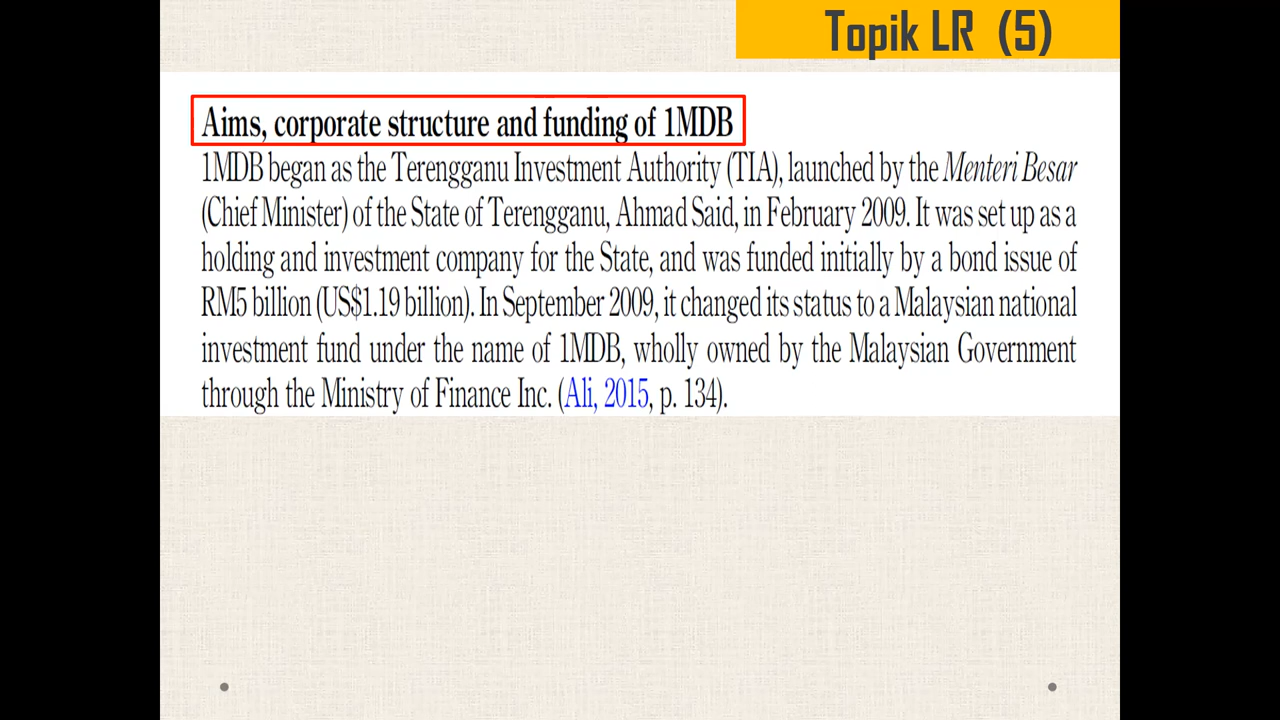 Topik LR (5)
Aims, corporate structure and funding of 1MDB
1MDB began as the Terengganu Investment Authority (TIA), launched by the Menteri Besar
(Chief Minister) of the State of Terengganu, Ahmad Said, in February 2009. It was set up as a
holding and investment company for the State, and was funded initially by a bond issue of
RM5 billion (US$1.19 billion). In September 2009, it changed its status to a Malaysian national
investment fund under the name of 1MDB, wholly owned by the Malaysian Government
through the Ministry of Finance Inc. (Ali, 2015, p. 134).